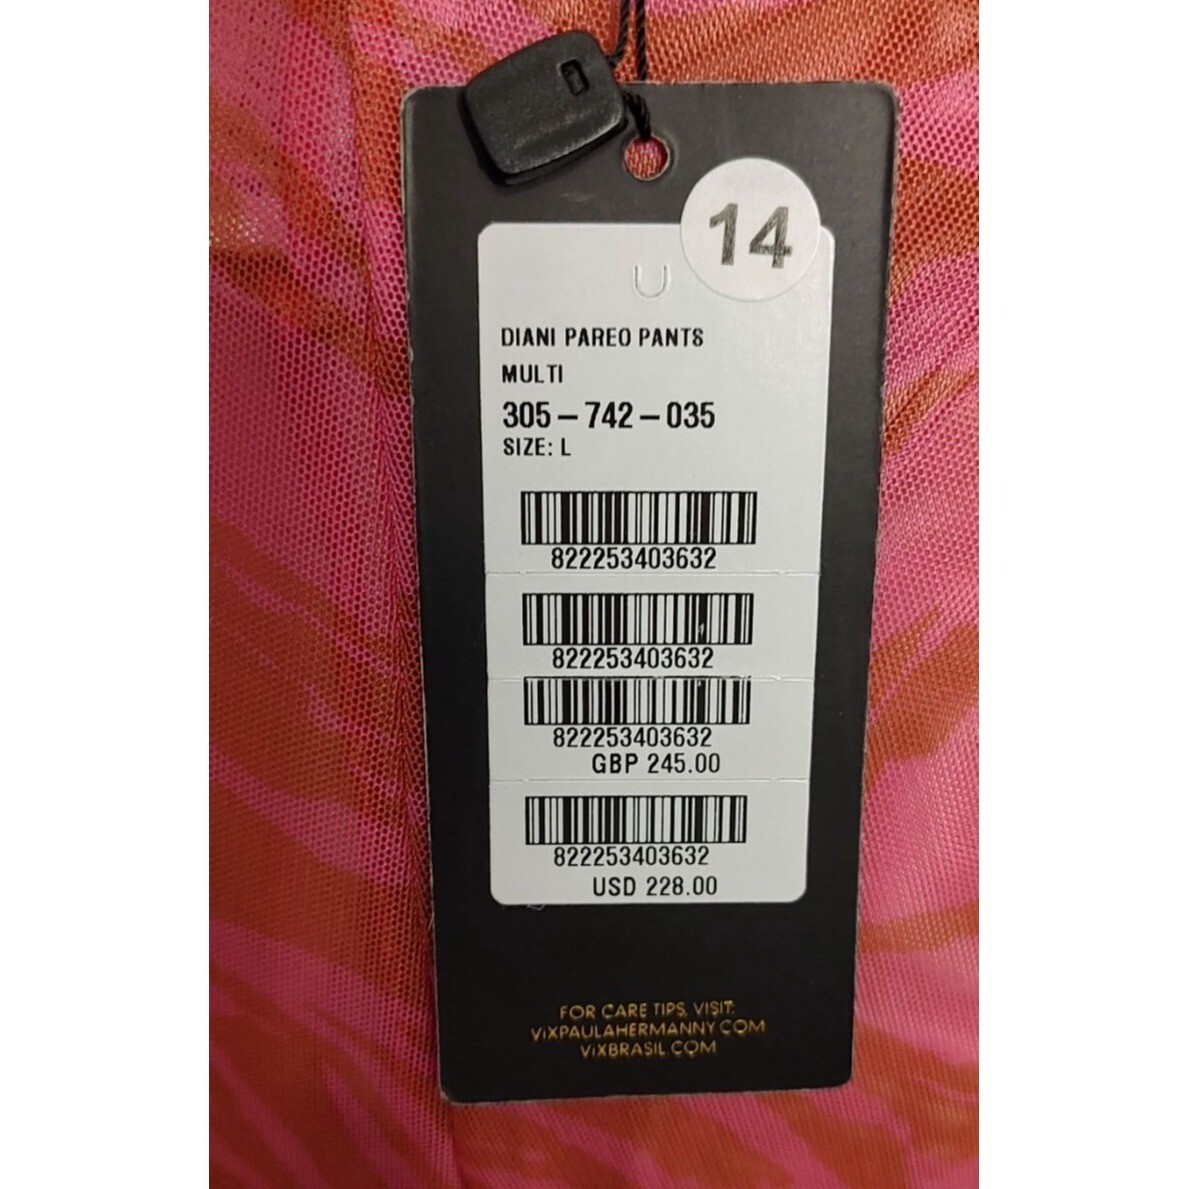 14
DIANI PAREO PANTS
MULTI
305 – 742 – 035
SIZE: L
822253403632
822253403632
822253403632
GBP 245.00
822253403632
USD 228.00
FOR CARE TIPS, VISIT:
ViXPAULAHERMANNY.COM
ViXBRASIL.COM